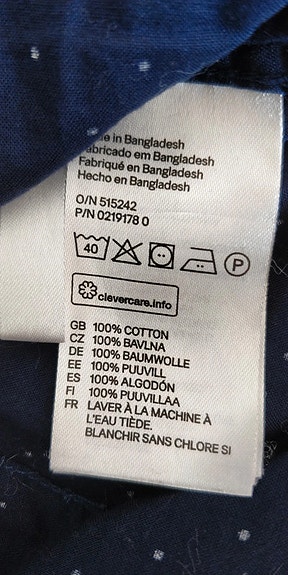 in Bangladesh
Fabricado em Bangladesh
Fabriqué en Bangladesh
Hecho en Bangladesh
O/N 515242
P/N 0219178 0
40 P
clevercare.info
GB 100% COTTON
CZ 100% BAVLNA
DE 100% BAUMWOLLE
EE 100% PUUVILL
ES 100% ALGODÓN
FI 100% PUUVILLAA
FR LAVER À LA MACHINE À
L'EAU TIÈDE.
BLANCHIR SANS CHLORE SI